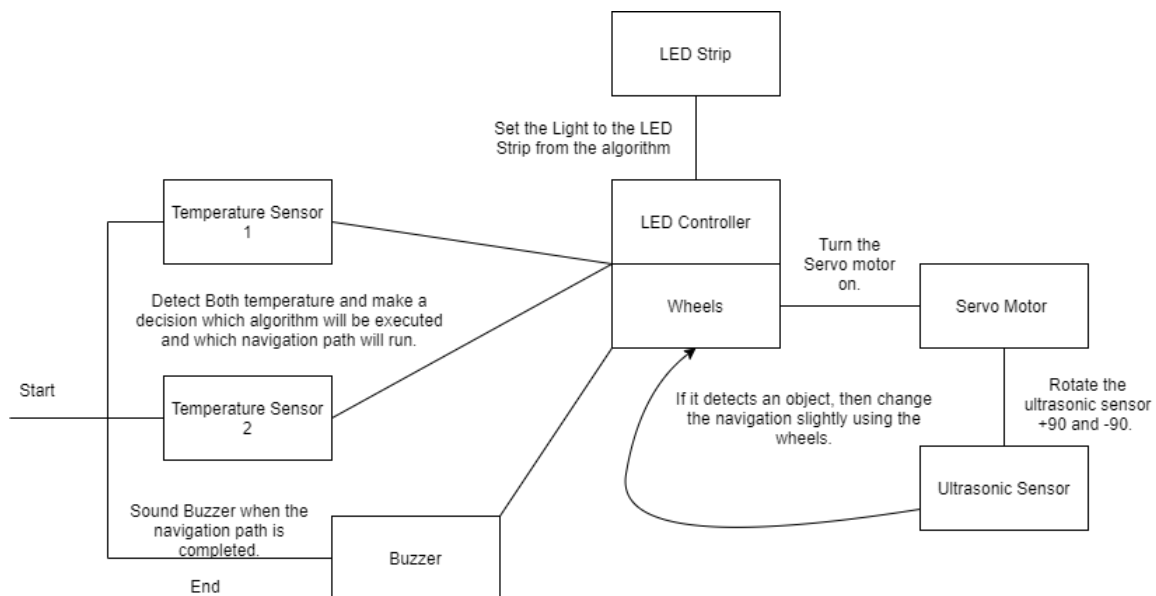 LED Strip
Set the Light to the LED
Strip from the algorithm
Temperature Sensor
1
LED Controller
Turn the
Servo motor
on.
Detect Both temperature and make a
decision which algorithm will be executed
and which navigation path will run.
Wheels
Servo Motor
Start
Temperature Sensor
2
If it detects an object, then change
the navigation slightly using the
wheels.
Rotate the
ultrasonic sensor
+90 and -90.
Ultrasonic Sensor
Sound Buzzer when the
navigation path is
completed.
Buzzer
End